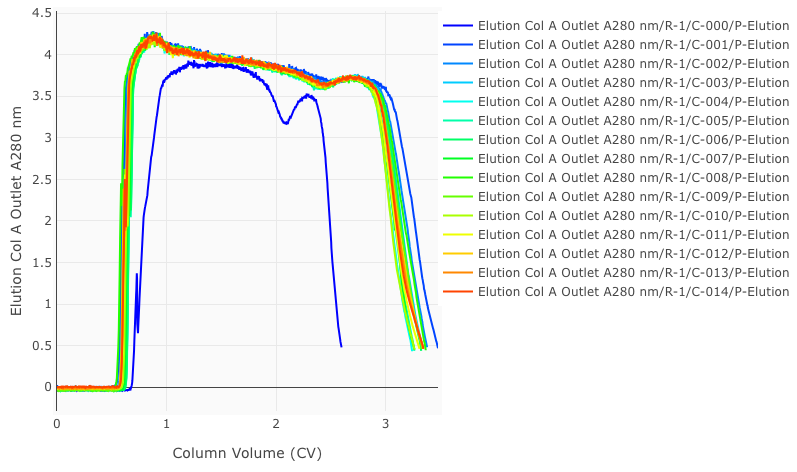 4.5
4
3.5
3
2.5
2
1.5
1
0.5
0
Elution Col A Outlet A280 nm
0 1 2 3
Column Volume (CV)
Elution Col A Outlet A280 nm/R-1/C-000/P-Elution
Elution Col A Outlet A280 nm/R-1/C-001/P-Elution
Elution Col A Outlet A280 nm/R-1/C-002/P-Elution
Elution Col A Outlet A280 nm/R-1/C-003/P-Elution
Elution Col A Outlet A280 nm/R-1/C-004/P-Elution
Elution Col A Outlet A280 nm/R-1/C-005/P-Elution
Elution Col A Outlet A280 nm/R-1/C-006/P-Elution
Elution Col A Outlet A280 nm/R-1/C-007/P-Elution
Elution Col A Outlet A280 nm/R-1/C-008/P-Elution
Elution Col A Outlet A280 nm/R-1/C-009/P-Elution
Elution Col A Outlet A280 nm/R-1/C-010/P-Elution
Elution Col A Outlet A280 nm/R-1/C-011/P-Elution
Elution Col A Outlet A280 nm/R-1/C-012/P-Elution
Elution Col A Outlet A280 nm/R-1/C-013/P-Elution
Elution Col A Outlet A280 nm/R-1/C-014/P-Elution